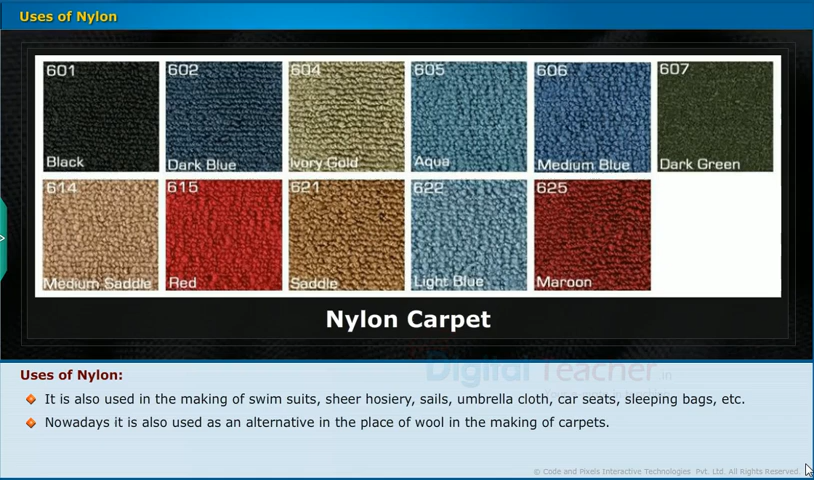 Uses of Nylon
601 602 604 605 606 607
Black Dark Blue Ivory Gold Aqua Medium Blue Dark Green
614 615 621 622 625
Medium Saddle Red Saddle Light Blue Maroon
Nylon Carpet
Digital Teacher.in
Uses of Nylon:
It is also used in the making of swim suits, sheer hosiery, sails, umbrella cloth, car seats, sleeping bags, etc.
Nowadays it is also used as an alternative in the place of wool in the making of carpets.
© Code and Pixels Interactive Technologies Pvt. Ltd. All Rights Reserved.